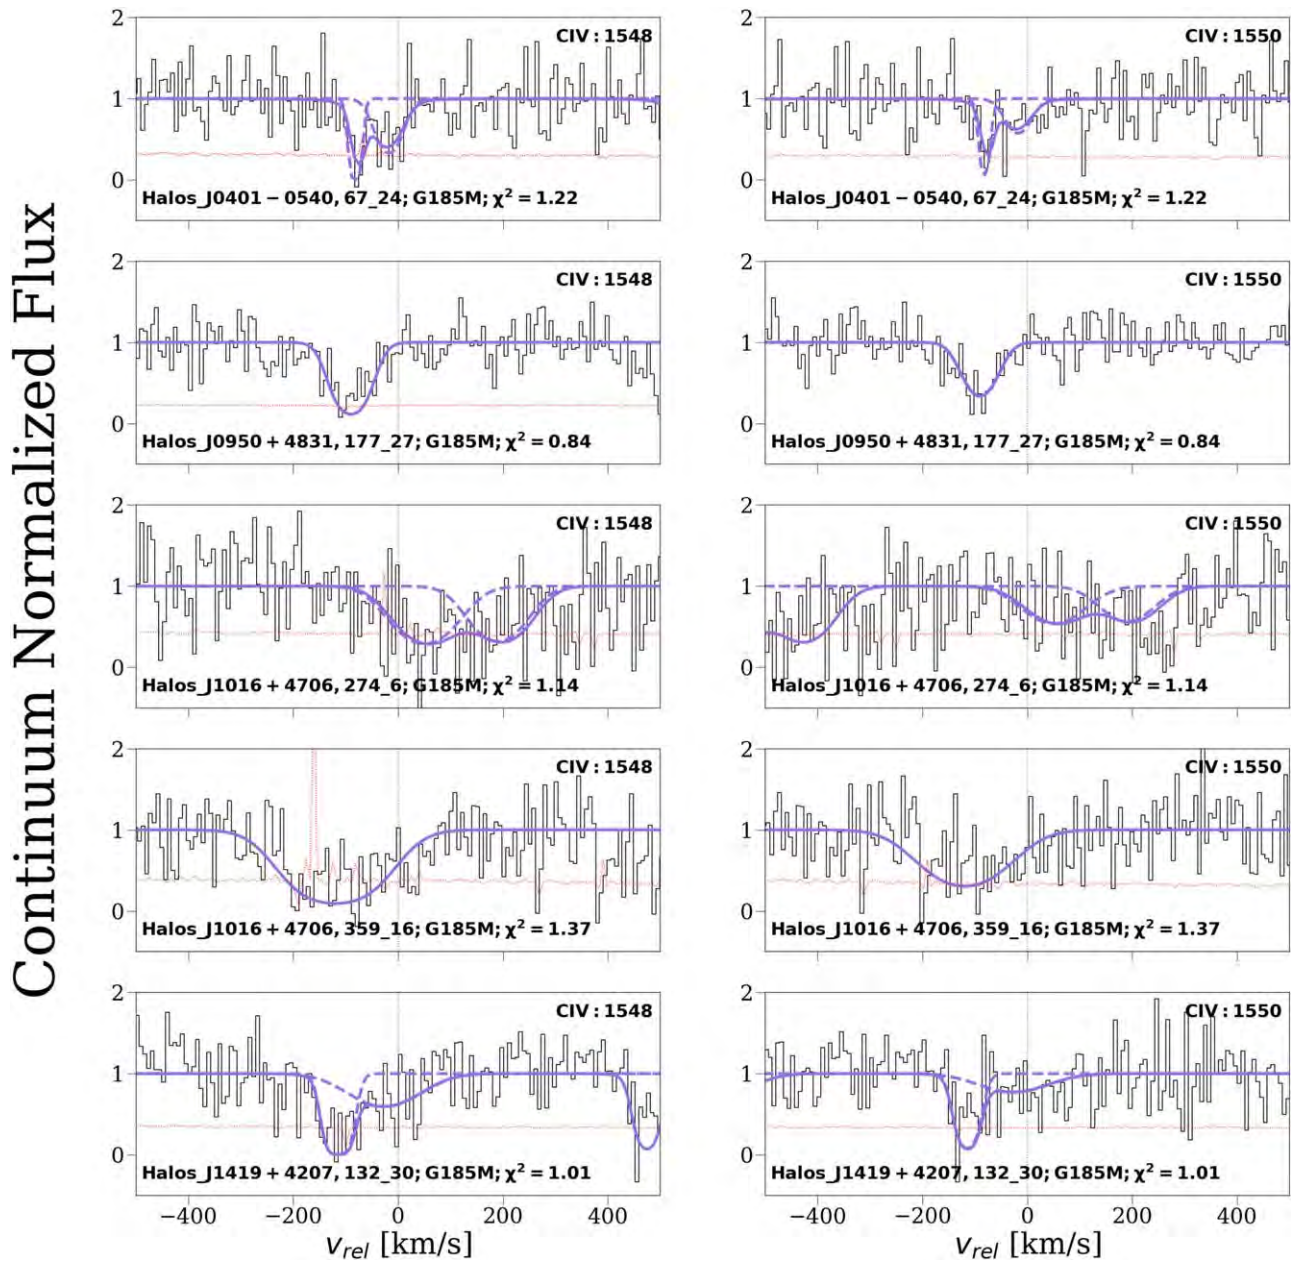 Continuum Normalized Flux
2
1
0
CIV : 1548
Halos_J0401 − 0540, 67_24; G185M; χ² = 1.22
CIV : 1550
Halos_J0401 − 0540, 67_24; G185M; χ² = 1.22
2
1
0
CIV : 1548
Halos_J0950 + 4831, 177_27; G185M; χ² = 0.84
2
1
0
CIV : 1550
Halos_J0950 + 4831, 177_27; G185M; χ² = 0.84
2
1
0
CIV : 1548
Halos_J1016 + 4706, 274_6; G185M; χ² = 1.14
2
1
0
CIV : 1550
Halos_J1016 + 4706, 274_6; G185M; χ² = 1.14
2
1
0
CIV : 1548
Halos_J1016 + 4706, 359_16; G185M; χ² = 1.37
2
1
0
CIV : 1550
Halos_J1016 + 4706, 359_16; G185M; χ² = 1.37
2
1
0
CIV : 1548
Halos_J1419 + 4207, 132_30; G185M; χ² = 1.01
2
1
0
CIV : 1550
Halos_J1419 + 4207, 132_30; G185M; χ² = 1.01
2
1
0
−400 −200 0 200 400
v_rel [km/s]
−400 −200 0 200 400
v_rel [km/s]